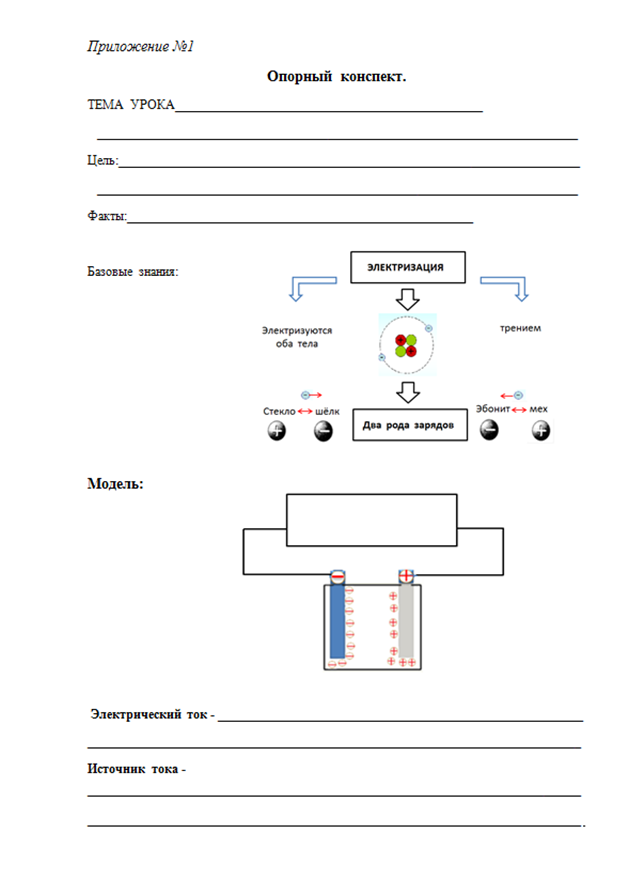 Приложение №1
Опорный конспект.
ТЕМА УРОКА
Цель:
Факты:
Базовые знания:
ЭЛЕКТРИЗАЦИЯ
Электризуются
оба тела
трением
Стекло шёлк
Два рода зарядов
Эбонит мех
Модель:
Электрический ток -
Источник тока -